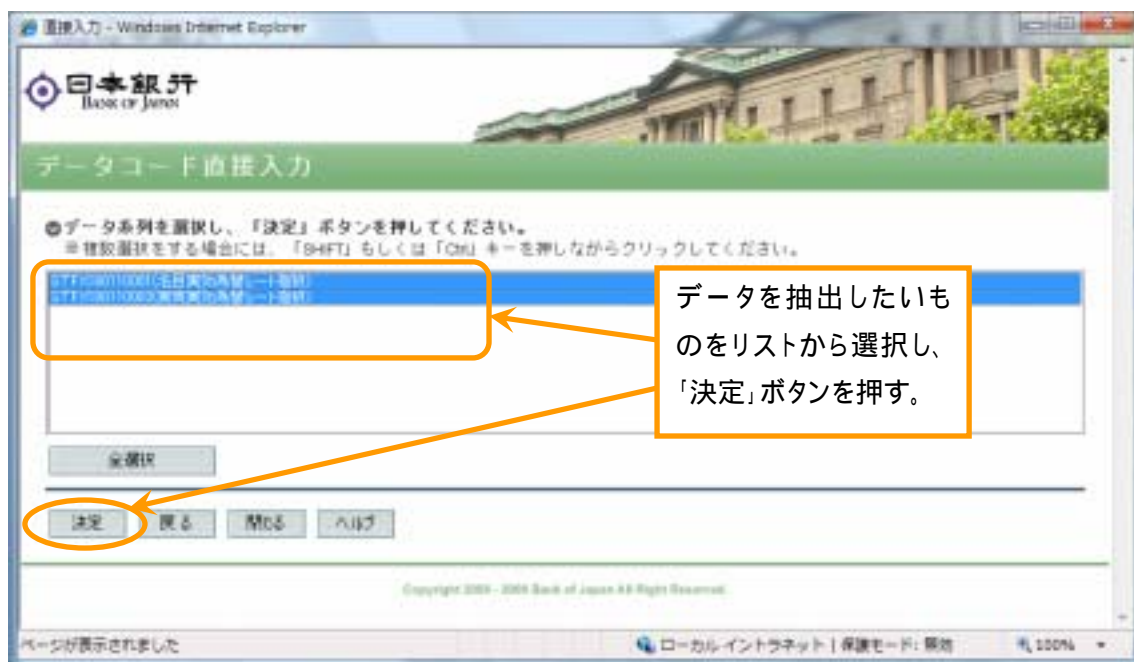 直接入力 - Windows Internet Explorer
日本銀行
BANK OF JAPAN
データコード直接入力
データ系列を選択し、「決定」ボタンを押してください。
※複数選択をする場合には、「SHIFT」もしくは「Ctrl」キーを押しながらクリックしてください。
データを抽出したいも
のをリストから選択し、
「決定」ボタンを押す。
全選択
決定 戻る 閉じる ヘルプ
ページが表示されました
ローカル イントラネット | 保護モード: 無効
100%